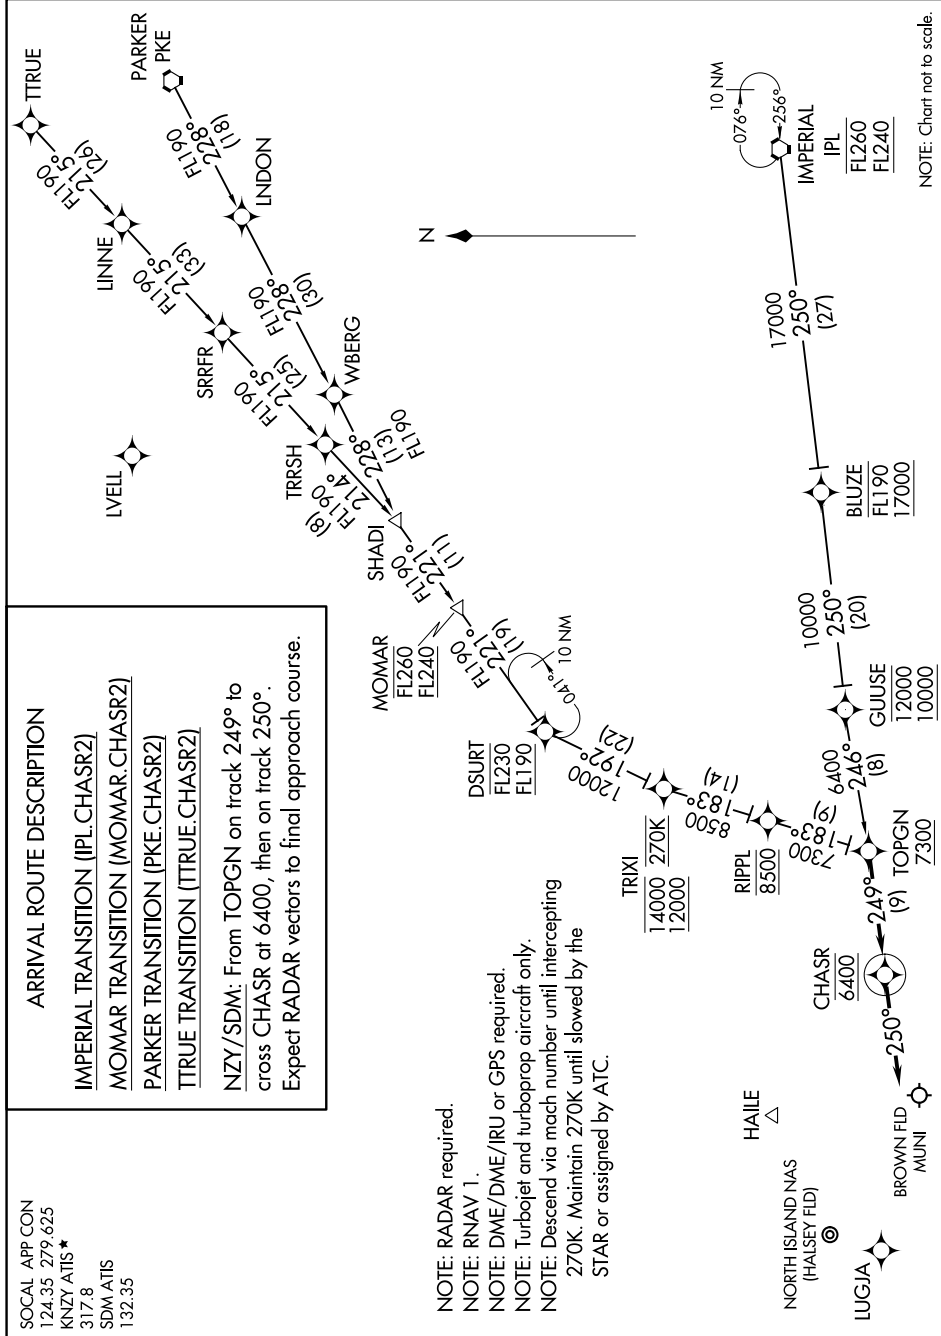 SOCAL APP CON
124.35 279.625
KNZY ATIS★
317.8
SDM ATIS
132.35
ARRIVAL ROUTE DESCRIPTION
IMPERIAL TRANSITION (IPL.CHASR2)
MOMAR TRANSITION (MOMAR.CHASR2)
PARKER TRANSITION (PKE.CHASR2)
TTRUE TRANSITION (TTRUE.CHASR2)
NZY/SDM: From TOPGN on track 249° to
cross CHASR at 6400, then on track 250°.
Expect RADAR vectors to final approach course.
TTRUE
FL190
215°
(26)
LINNE
FL190
215°
(33)
SRRFR
FL190
215°
(25)
TRRSH
FL190
214°
(8)
PARKER
PKE
FL190
228°
(18)
LNDON
FL190
228°
(30)
WBERG
228°
(13)
FL190
LVELL
SHADI
FL190
221°
(11)
MOMAR
FL260
FL240
FL190
221°
(19)
10 NM
041°
DSURT
FL230
FL190
12000
192°
(22)
TRIXI
14000 270K
12000
8500
183°
(14)
RIPPL
8500
7300
183°
(9)
N
10 NM
076°
256°
IMPERIAL
IPL
FL260
FL240
17000
250°
(27)
BLUZE
FL190
17000
10000
250°
(20)
GUUSE
12000
10000
6400
246°
(8)
TOPGN
7300
249°
(9)
CHASR
6400
250°
BROWN FLD
MUNI
HAILE
NORTH ISLAND NAS
(HALSEY FLD)
LUGJA
NOTE: RADAR required.
NOTE: RNAV 1.
NOTE: DME/DME/IRU or GPS required.
NOTE: Turbojet and turboprop aircraft only.
NOTE: Descend via mach number until intercepting
270K. Maintain 270K until slowed by the
STAR or assigned by ATC.
NOTE: Chart not to scale.